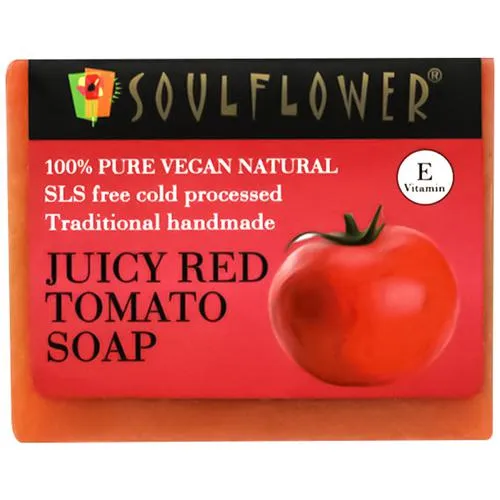 SOULFLOWER®
100% PURE VEGAN NATURAL
SLS free cold processed
Traditional handmade
E
Vitamin
JUICY RED
TOMATO
SOAP